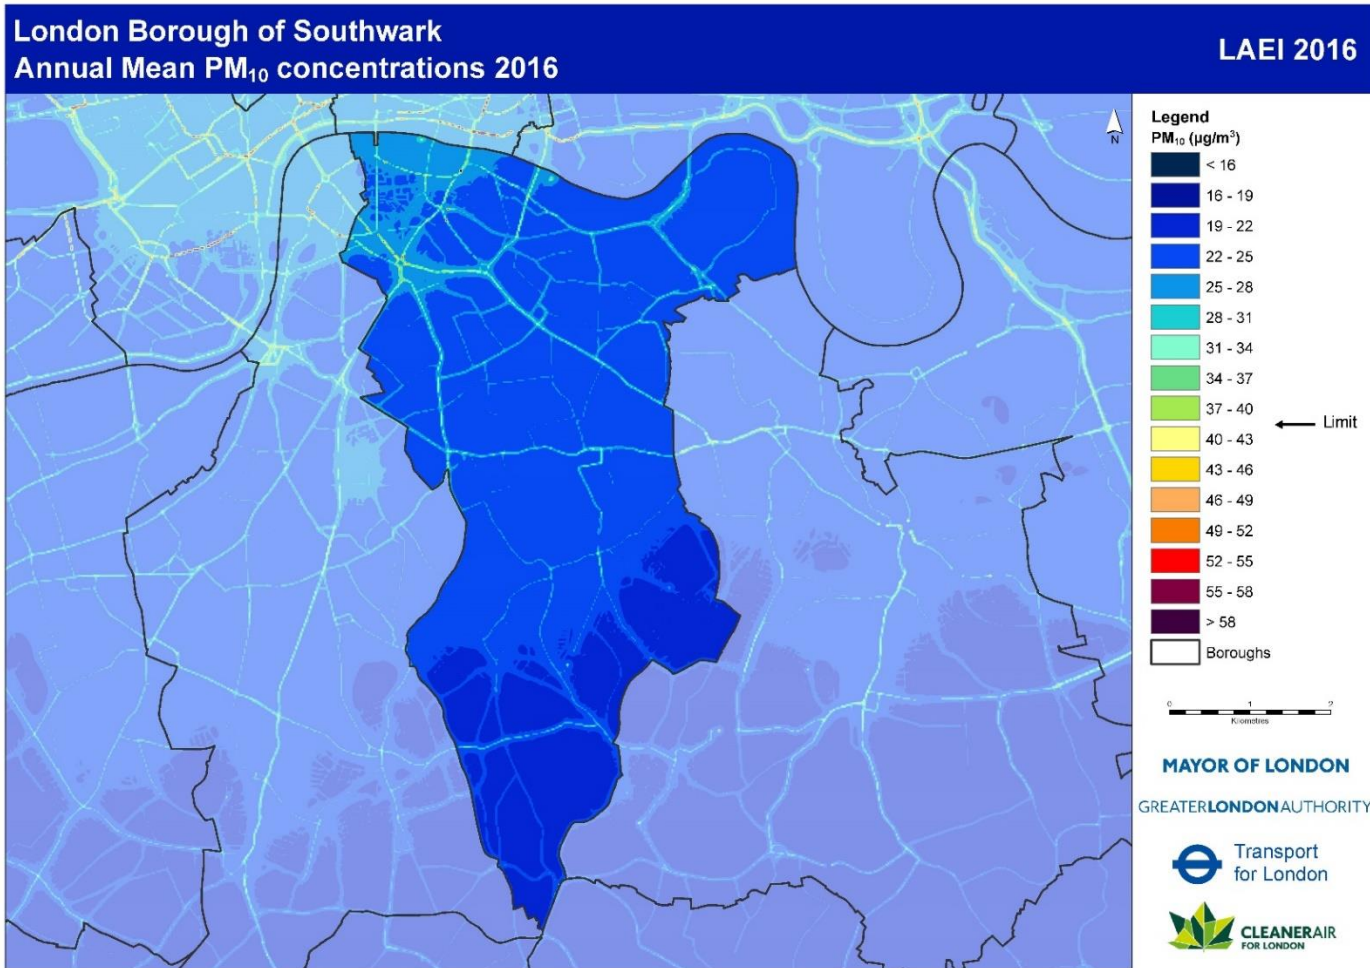 London Borough of Southwark
Annual Mean PM₁₀ concentrations 2016
LAEI 2016
N
Legend
PM₁₀ (µg/m³)
< 16
16 - 19
19 - 22
22 - 25
25 - 28
28 - 31
31 - 34
34 - 37
37 - 40
Limit
40 - 43
43 - 46
46 - 49
49 - 52
52 - 55
55 - 58
> 58
Boroughs
0 1 2
Kilometres
MAYOR OF LONDON
GREATERLONDONAUTHORITY
Transport
for London
CLEANERAIR
FOR LONDON